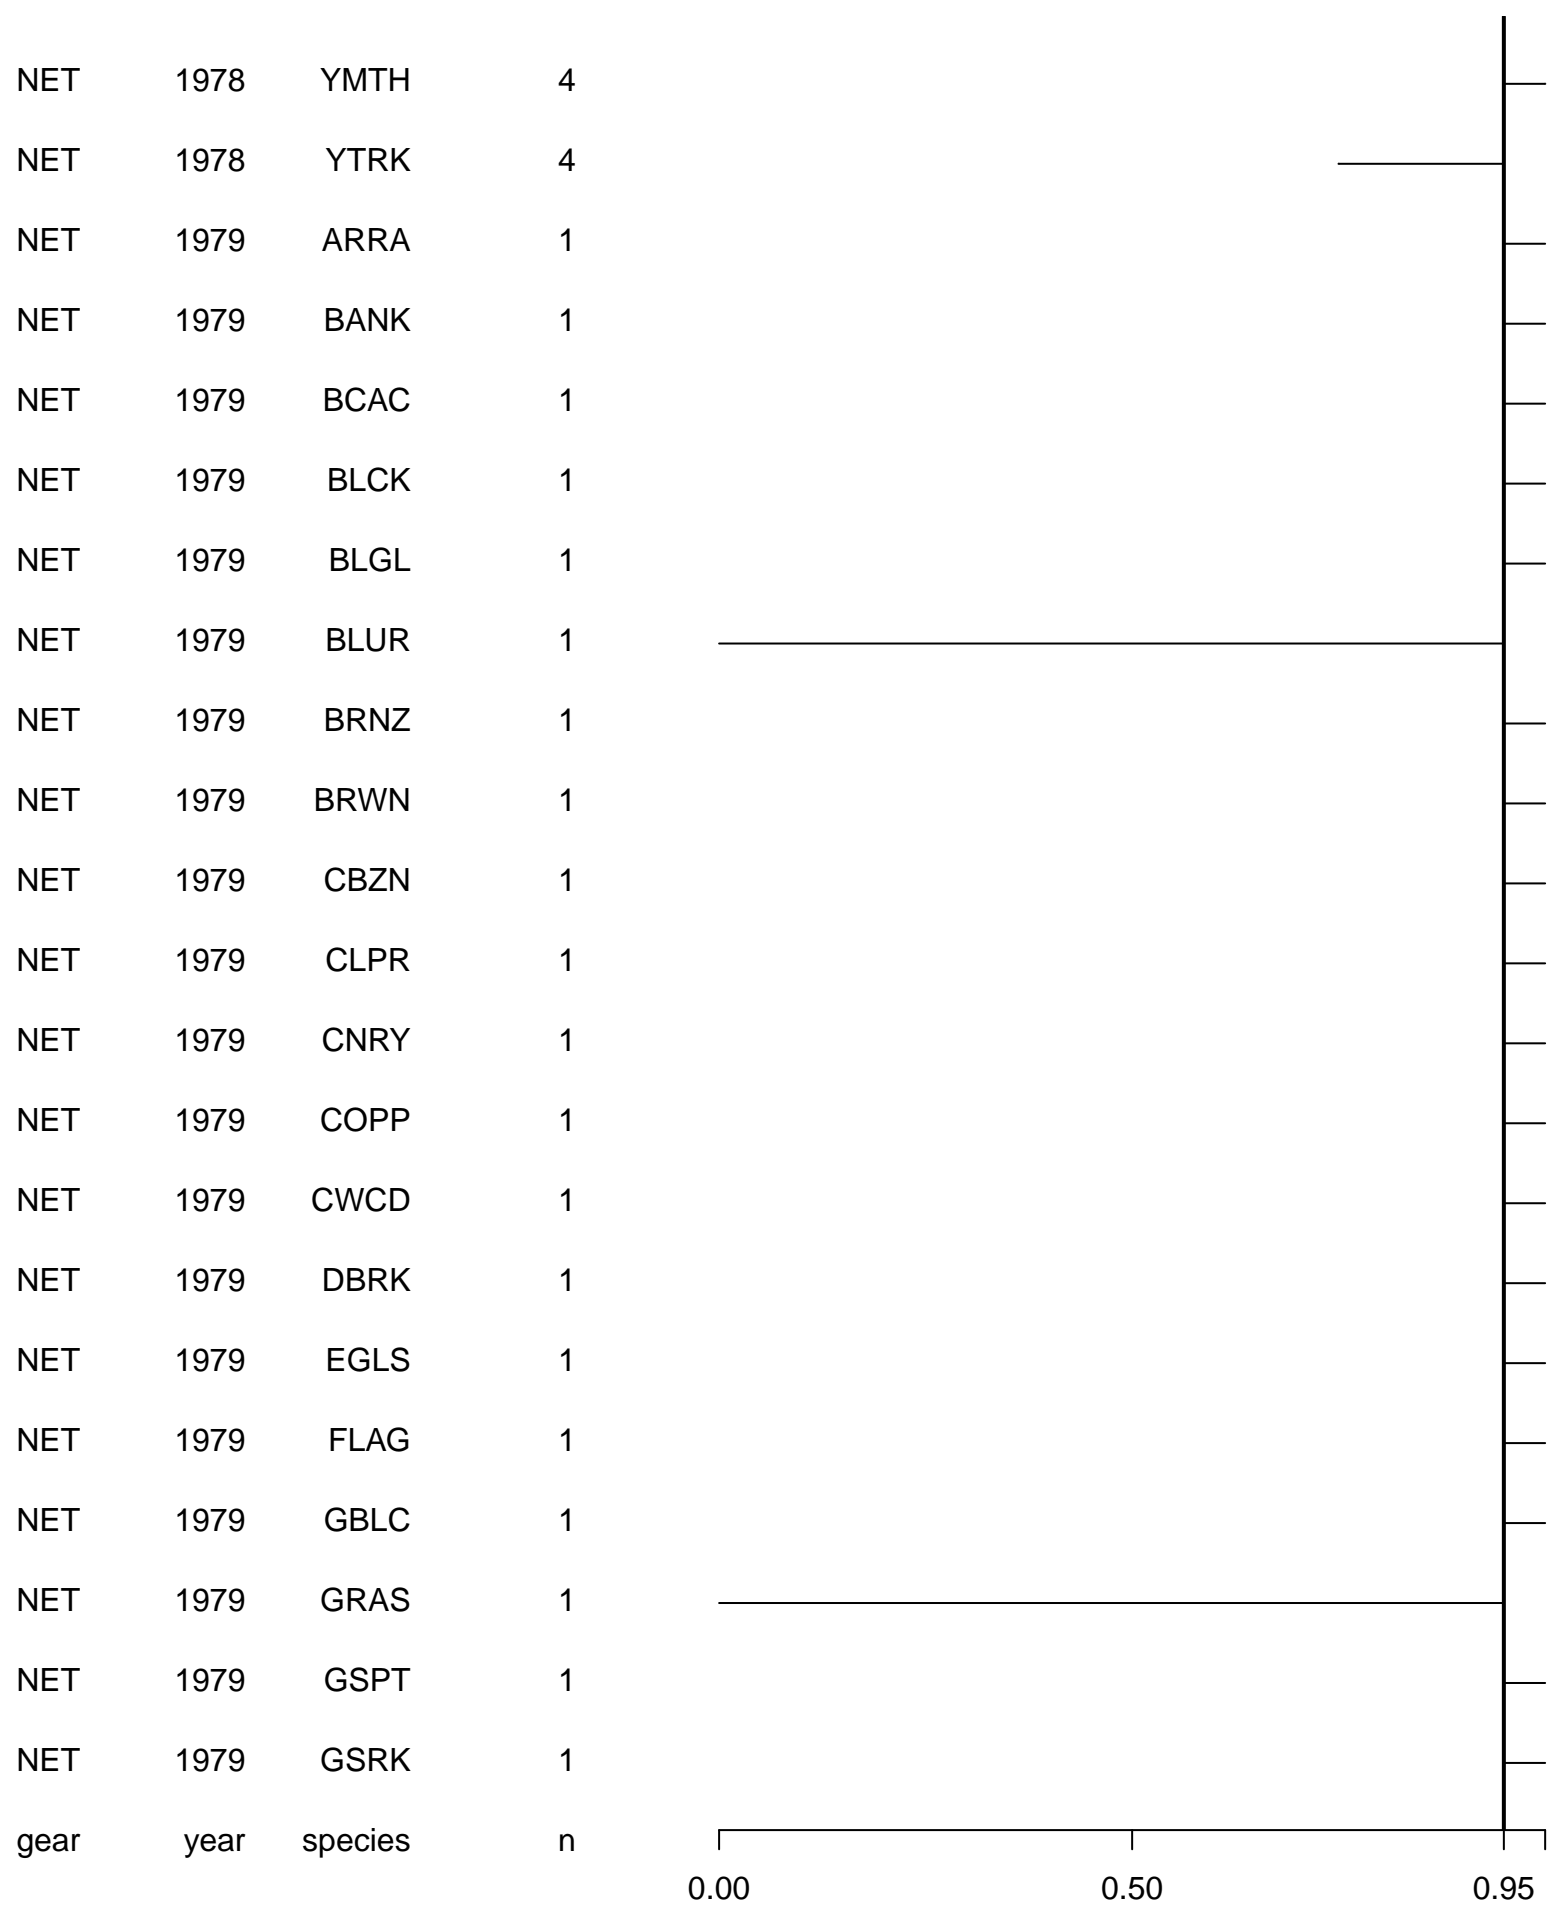 NET 1978 YMTH 4
NET 1978 YTRK 4
NET 1979 ARRA 1
NET 1979 BANK 1
NET 1979 BCAC 1
NET 1979 BLCK 1
NET 1979 BLGL 1
NET 1979 BLUR 1
NET 1979 BRNZ 1
NET 1979 BRWN 1
NET 1979 CBZN 1
NET 1979 CLPR 1
NET 1979 CNRY 1
NET 1979 COPP 1
NET 1979 CWCD 1
NET 1979 DBRK 1
NET 1979 EGLS 1
NET 1979 FLAG 1
NET 1979 GBLC 1
NET 1979 GRAS 1
NET 1979 GSPT 1
NET 1979 GSRK 1
gear year species n
0.00 0.50 0.95